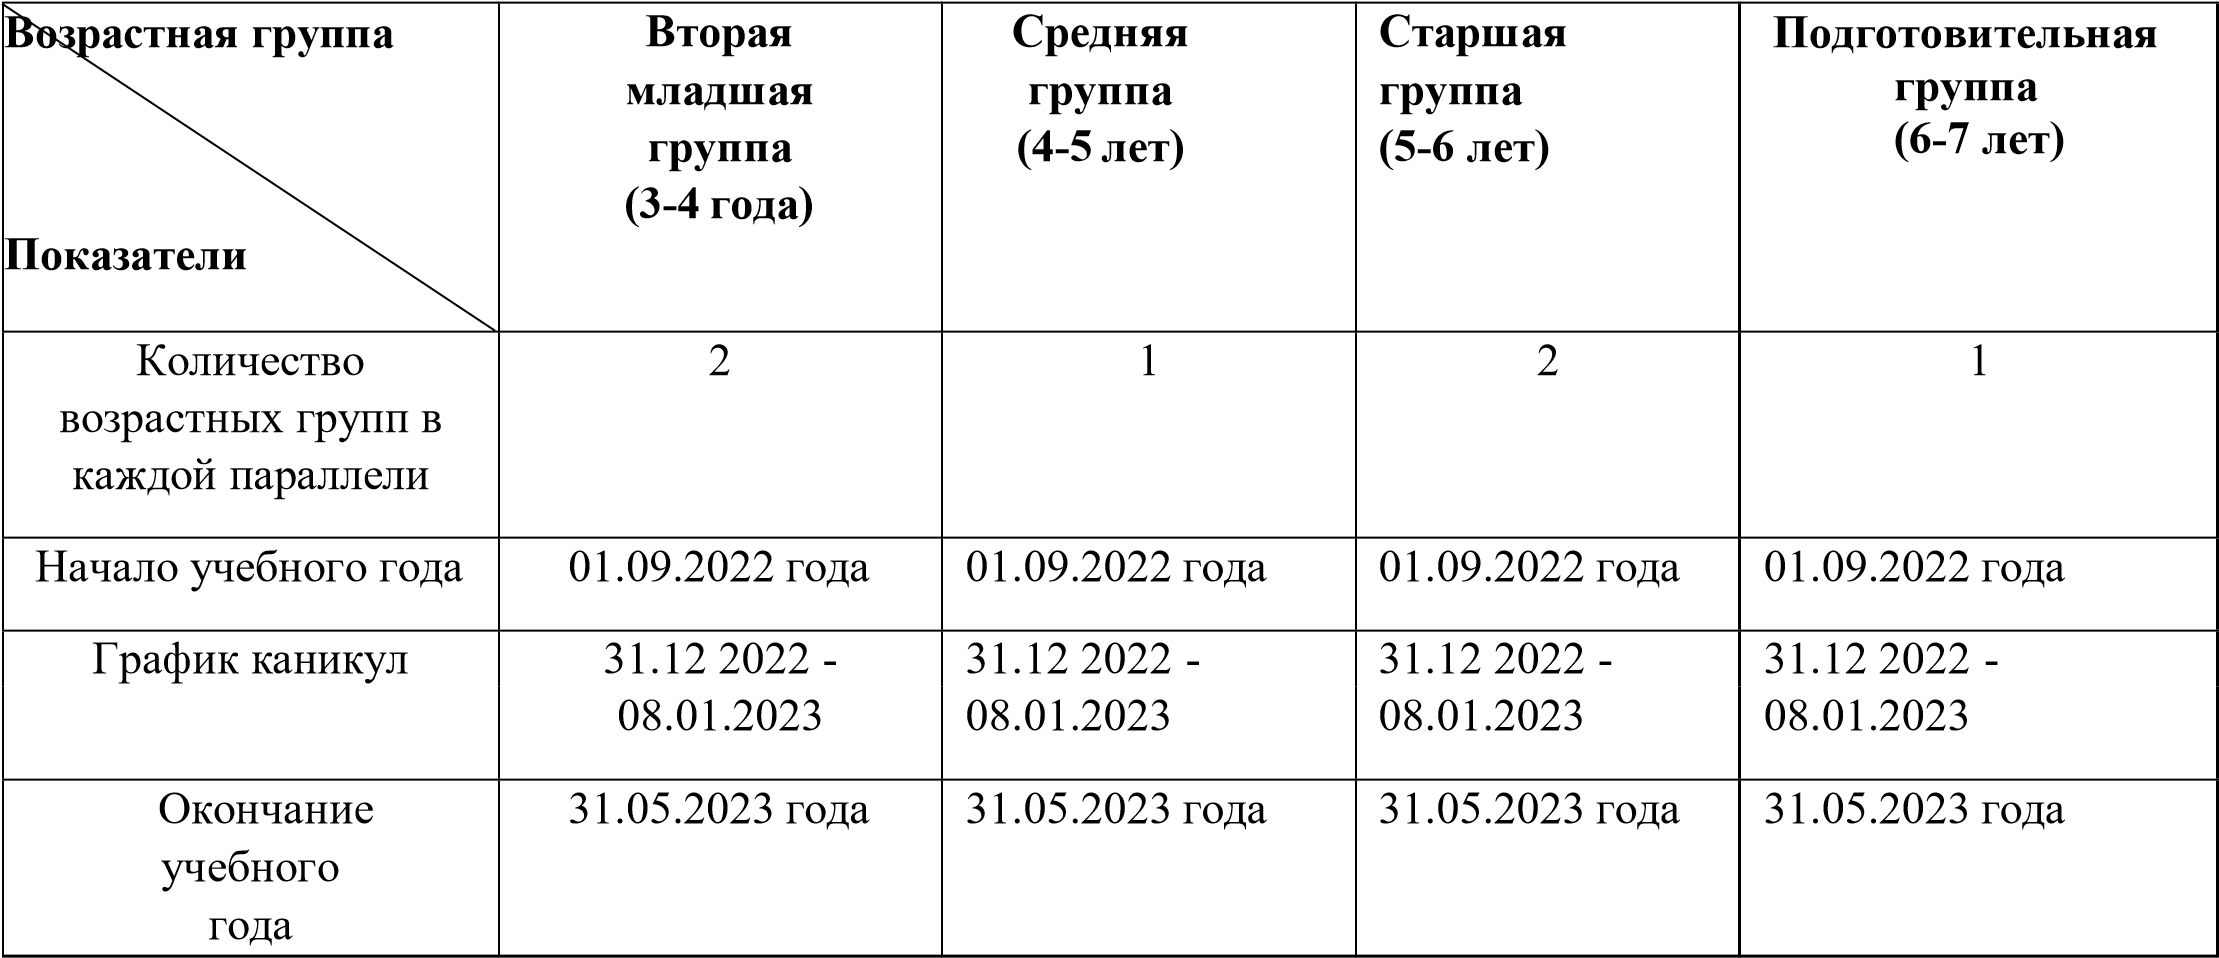 Возрастная группа
Показатели
Вторая
младшая
группа
(3-4 года)
Средняя
группа
(4-5 лет)
Старшая
группа
(5-6 лет)
Подготовительная
группа
(6-7 лет)
Количество
возрастных групп в
каждой параллели
2
1
2
1
Начало учебного года
01.09.2022 года
01.09.2022 года
01.09.2022 года
01.09.2022 года
График каникул
31.12 2022 -
08.01.2023
31.12 2022 -
08.01.2023
31.12 2022 -
08.01.2023
31.12 2022 -
08.01.2023
Окончание
учебного
года
31.05.2023 года
31.05.2023 года
31.05.2023 года
31.05.2023 года